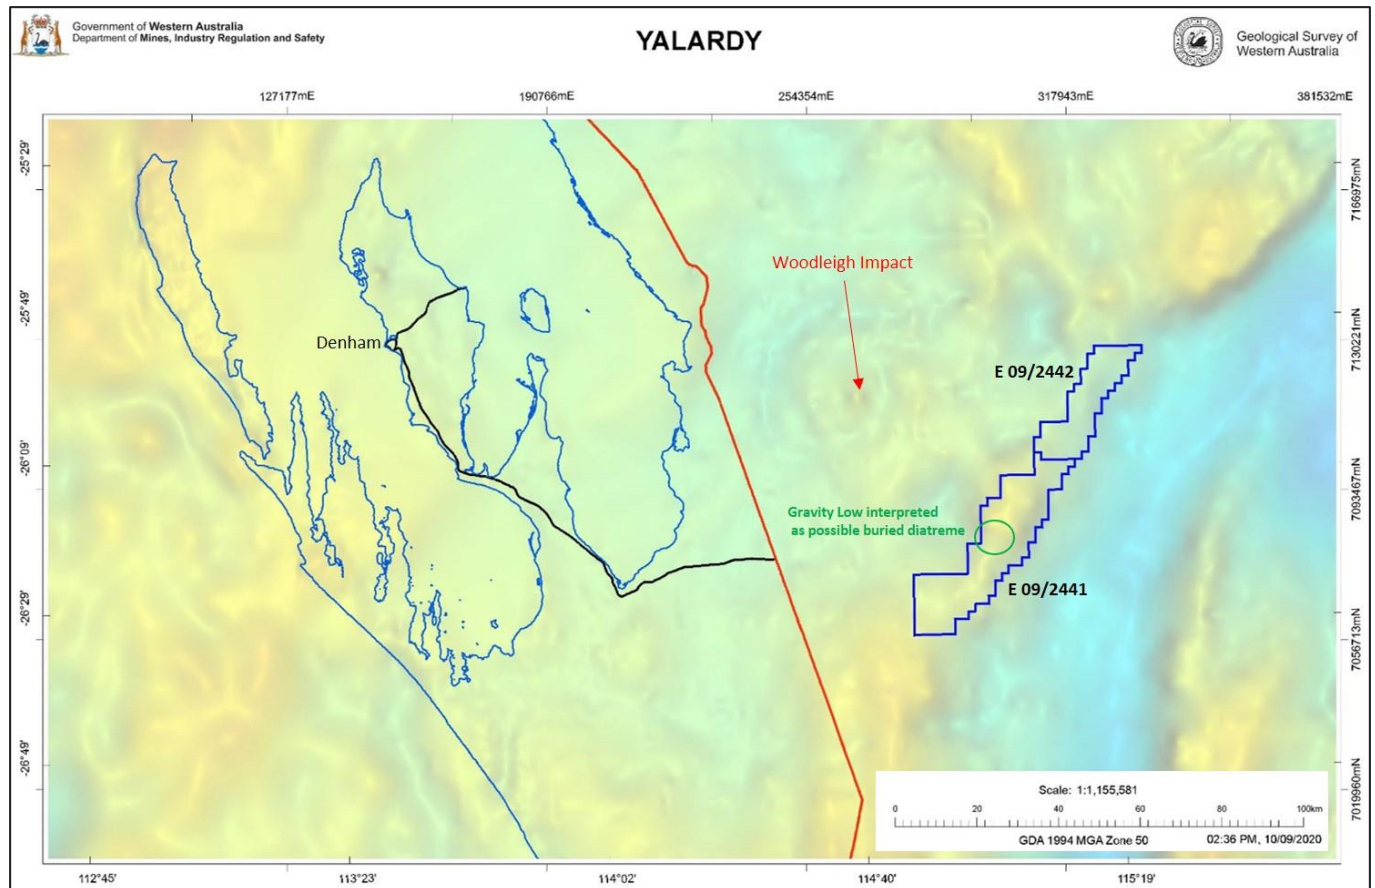 Government of Western Australia
Department of Mines, Industry Regulation and Safety
YALARDY
Geological Survey of
Western Australia
127177mE
190766mE
254354mE
317943mE
381532mE
-25°29'
-25°49'
-26°09'
-26°29'
-26°49'
7166975mN
7130221mN
7093467mN
7056713mN
7019960mN
Woodleigh Impact
Denham
E 09/2442
Gravity Low interpreted
as possible buried diatreme
E 09/2441
Scale: 1:1,155,581
0 20 40 60 80 100km
GDA 1994 MGA Zone 50 02:36 PM, 10/09/2020
112°45'
113°23'
114°02'
114°40'
115°19'